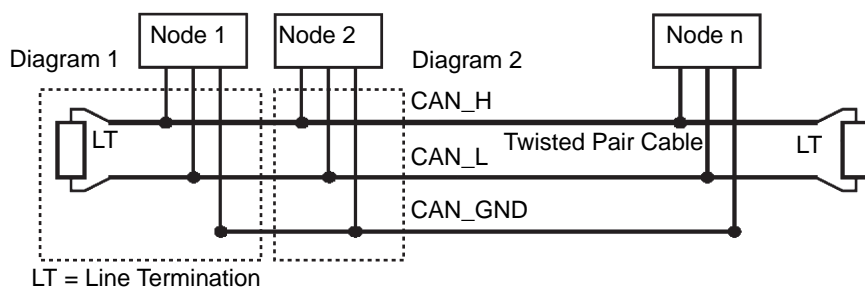 Node 1
Node 2
Node n
Diagram 1
Diagram 2
CAN_H
LT
Twisted Pair Cable
LT
CAN_L
CAN_GND
LT = Line Termination